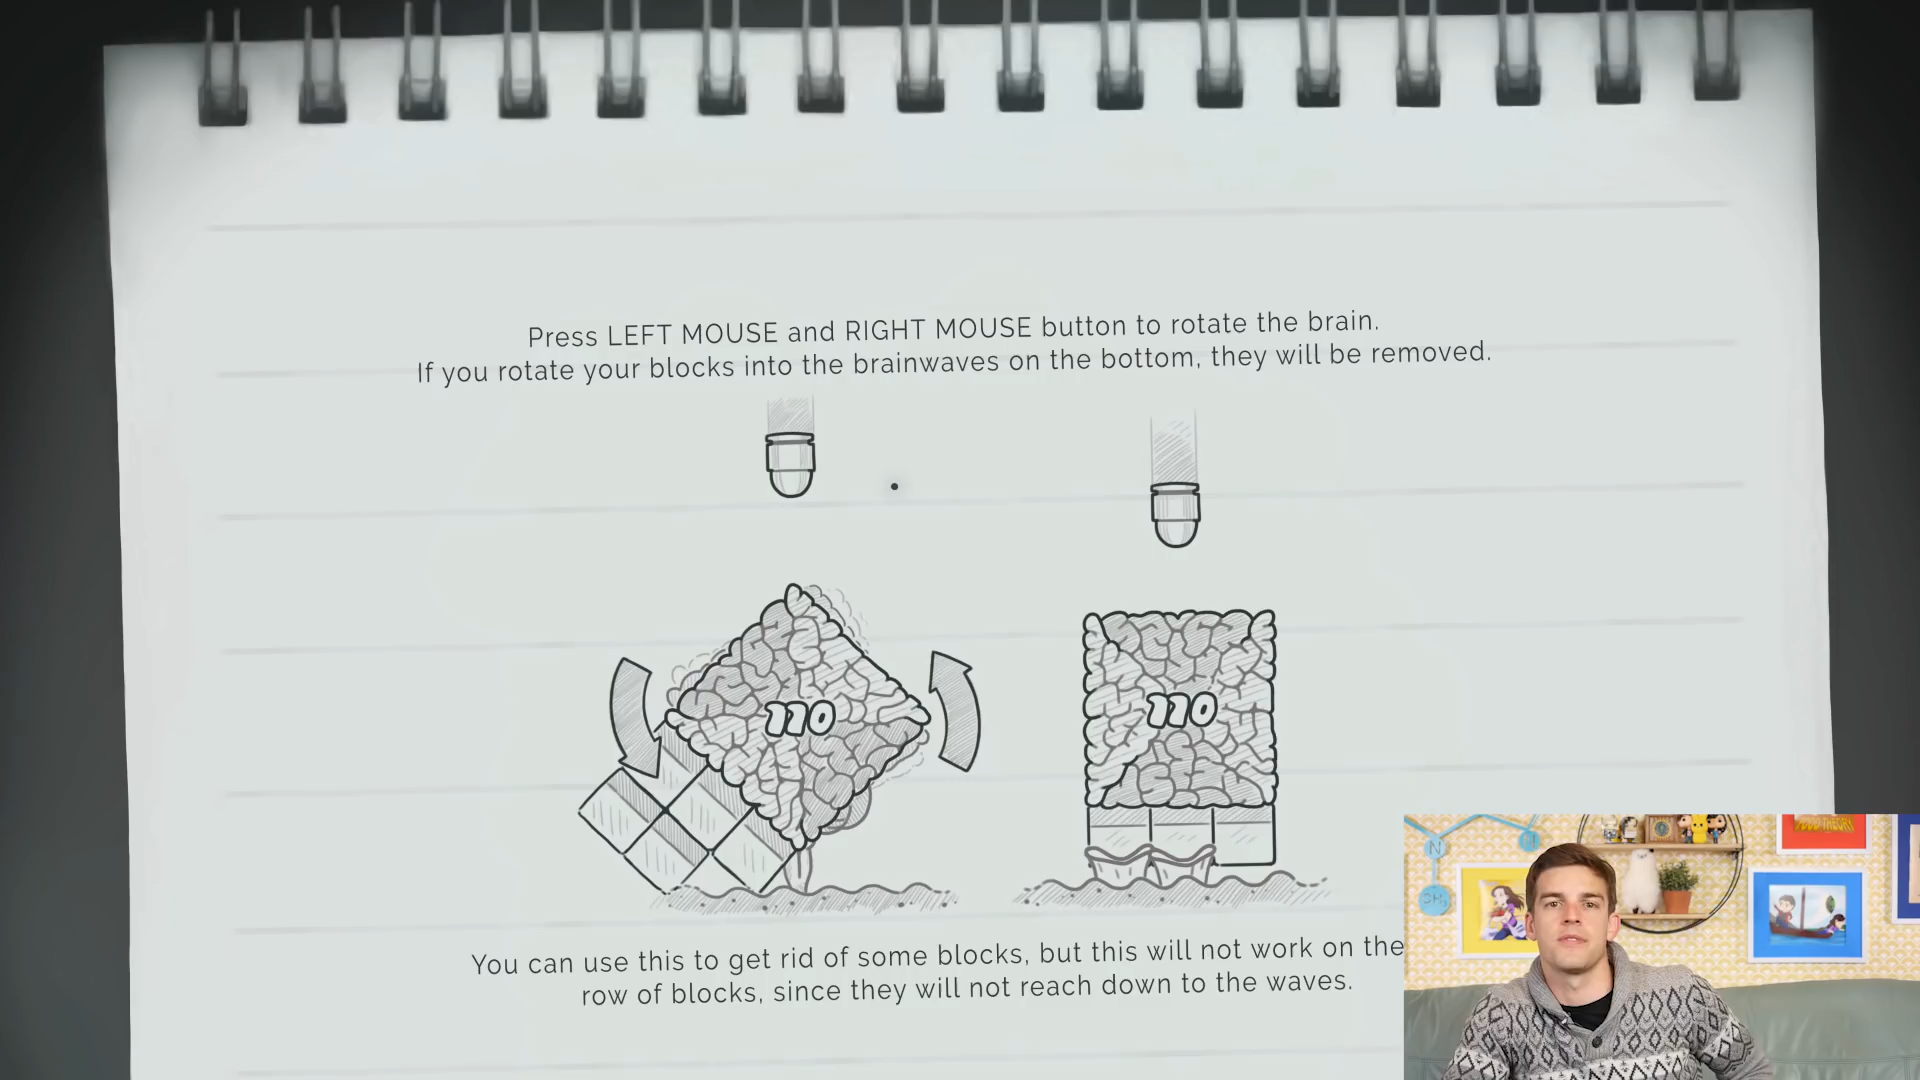 Press LEFT MOUSE and RIGHT MOUSE button to rotate the brain.
If you rotate your blocks into the brainwaves on the bottom, they will be removed.
110
110
You can use this to get rid of some blocks, but this will not work on the
row of blocks, since they will not reach down to the waves.
N
H
CH₃
FOOD THEORY